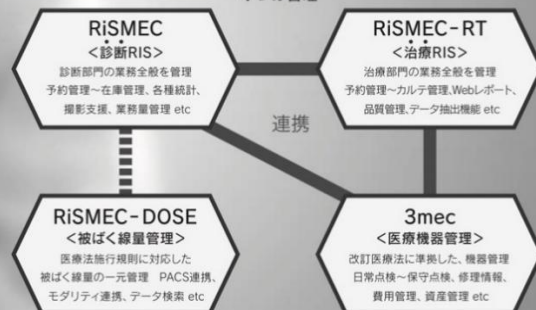 RiSMEC
<診断RIS>
診断部門の業務全般を管理
予約管理~在庫管理、各種統計、
撮影支援、業務量管理 etc
RiSMEC-RT
<治療RIS>
治療部門の業務全般を管理
予約管理~カルテ管理、Webレポート、
品質管理、データ抽出機能 etc
連携
RiSMEC-DOSE
<被ばく線量管理>
医療法施行規則に対応した
被ばく線量の一元管理 PACS連携、
モダリティ連携、データ検索 etc
3mec
<医療機器管理>
改訂医療法に準拠した、機器管理
日常点検~保守点検、修理情報、
費用管理、資産管理 etc